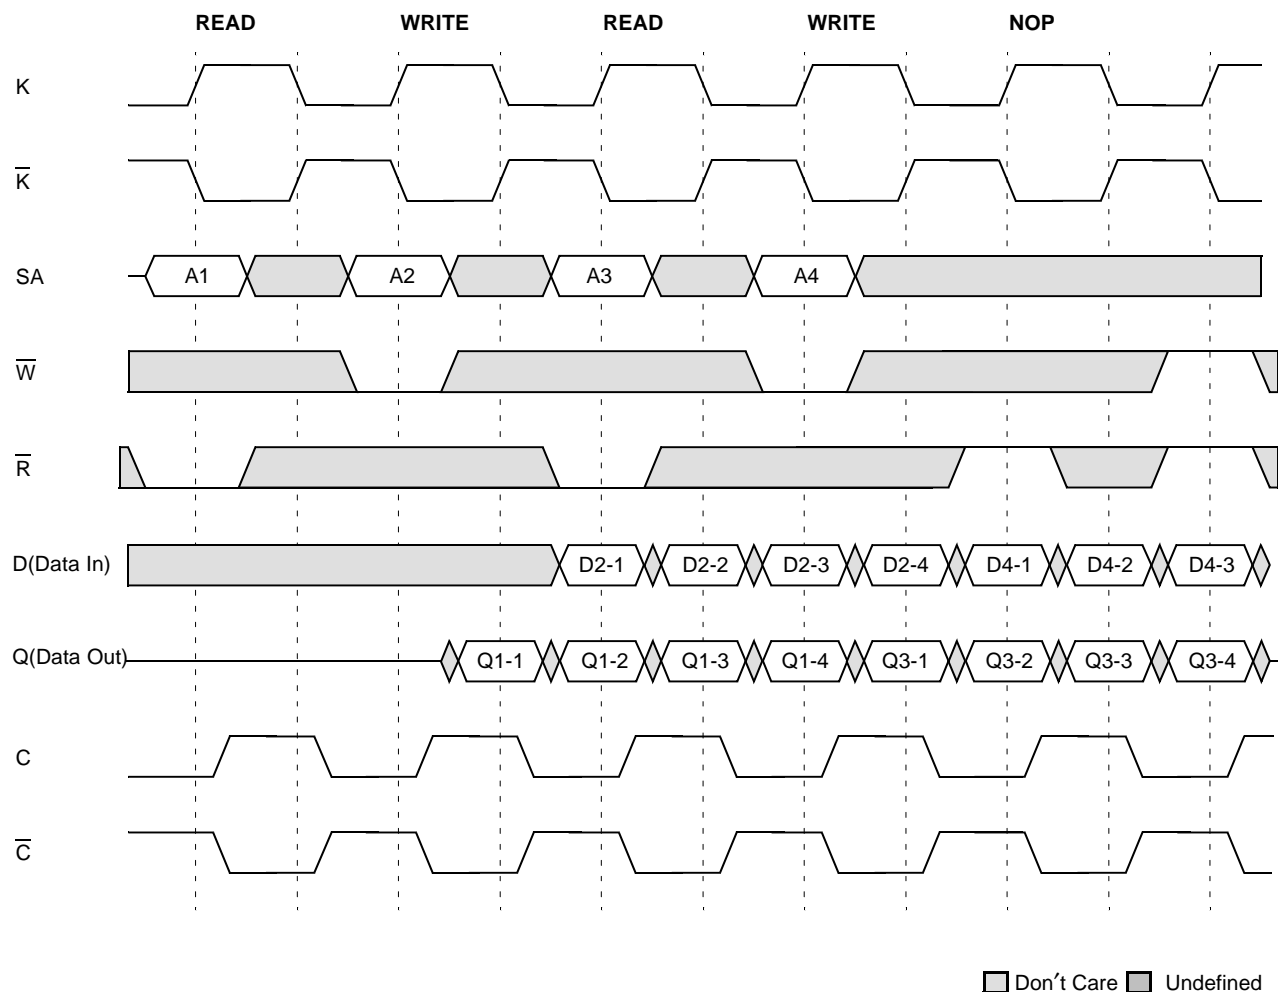 READ WRITE READ WRITE NOP
K
K̅
SA A1 A2 A3 A4
W̅
R̅
D(Data In) D2-1 D2-2 D2-3 D2-4 D4-1 D4-2 D4-3
Q(Data Out) Q1-1 Q1-2 Q1-3 Q1-4 Q3-1 Q3-2 Q3-3 Q3-4
C
C̅
Don′t Care Undefined